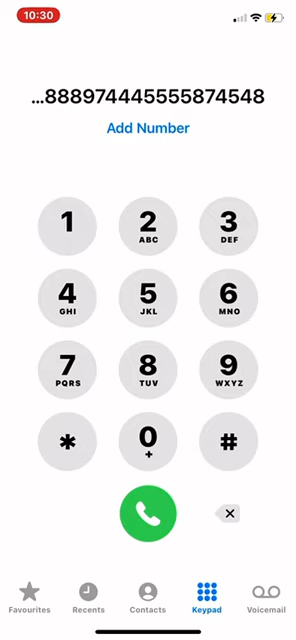 10:30
...888974445555874548
Add Number
1
2
ABC
3
DEF
4
GHI
5
JKL
6
MNO
7
PQRS
8
TUV
9
WXYZ
*
0
+
#
Favourites
Recents
Contacts
Keypad
Voicemail